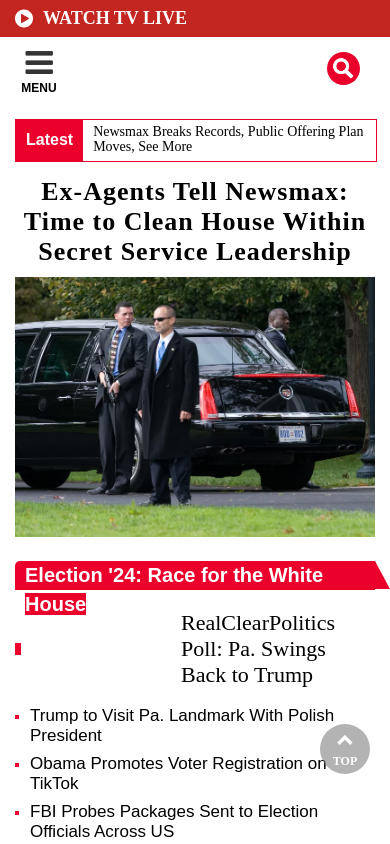 WATCH TV LIVE
MENU
Latest
Newsmax Breaks Records, Public Offering Plan
Moves, See More
Ex-Agents Tell Newsmax:
Time to Clean House Within
Secret Service Leadership
Election '24: Race for the White
House
RealClearPolitics
Poll: Pa. Swings
Back to Trump
Trump to Visit Pa. Landmark With Polish
President
Obama Promotes Voter Registration on
TikTok
TOP
FBI Probes Packages Sent to Election
Officials Across US